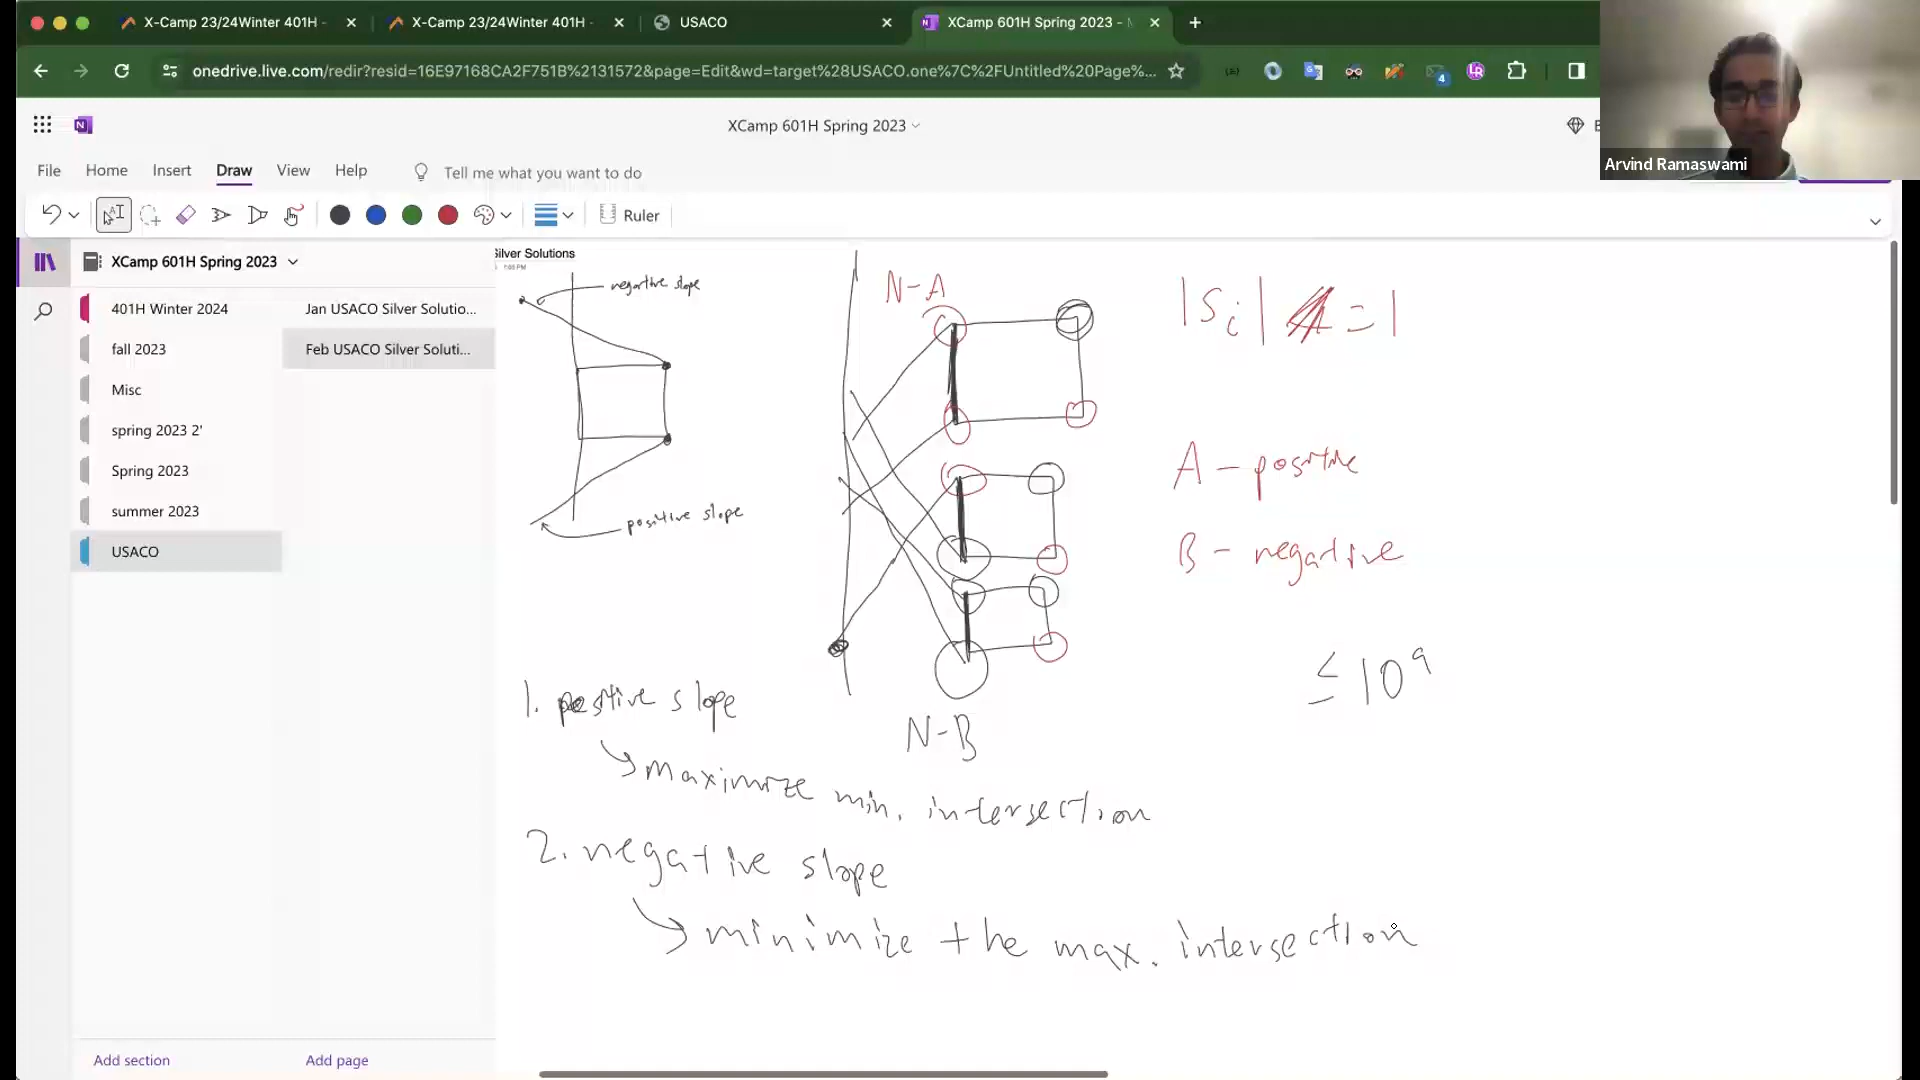 X-Camp 23/24Winter 401H -
X-Camp 23/24Winter 401H -
USACO
XCamp 601H Spring 2023 -
onedrive.live.com/redir?resid=16E97168CA2F751B%2131572&page=Edit&wd=target%28USACO.one%7C%2FUntitled%20Page%...
4
LR
XCamp 601H Spring 2023
Arvind Ramaswami
File Home Insert Draw View Help Tell me what you want to do
Ruler
XCamp 601H Spring 2023
401H Winter 2024
fall 2023
Misc
spring 2023 2'
Spring 2023
summer 2023
USACO
Add section
Jan USACO Silver Solutio...
Feb USACO Silver Soluti...
Add page
Silver Solutions
negative slope
positive slope
N-A
N-B
|Si| = 1
A - positive
B - negative
≤ 10^9
1. positive slope
maximize min. intersection
2. negative slope
minimize the max. intersection